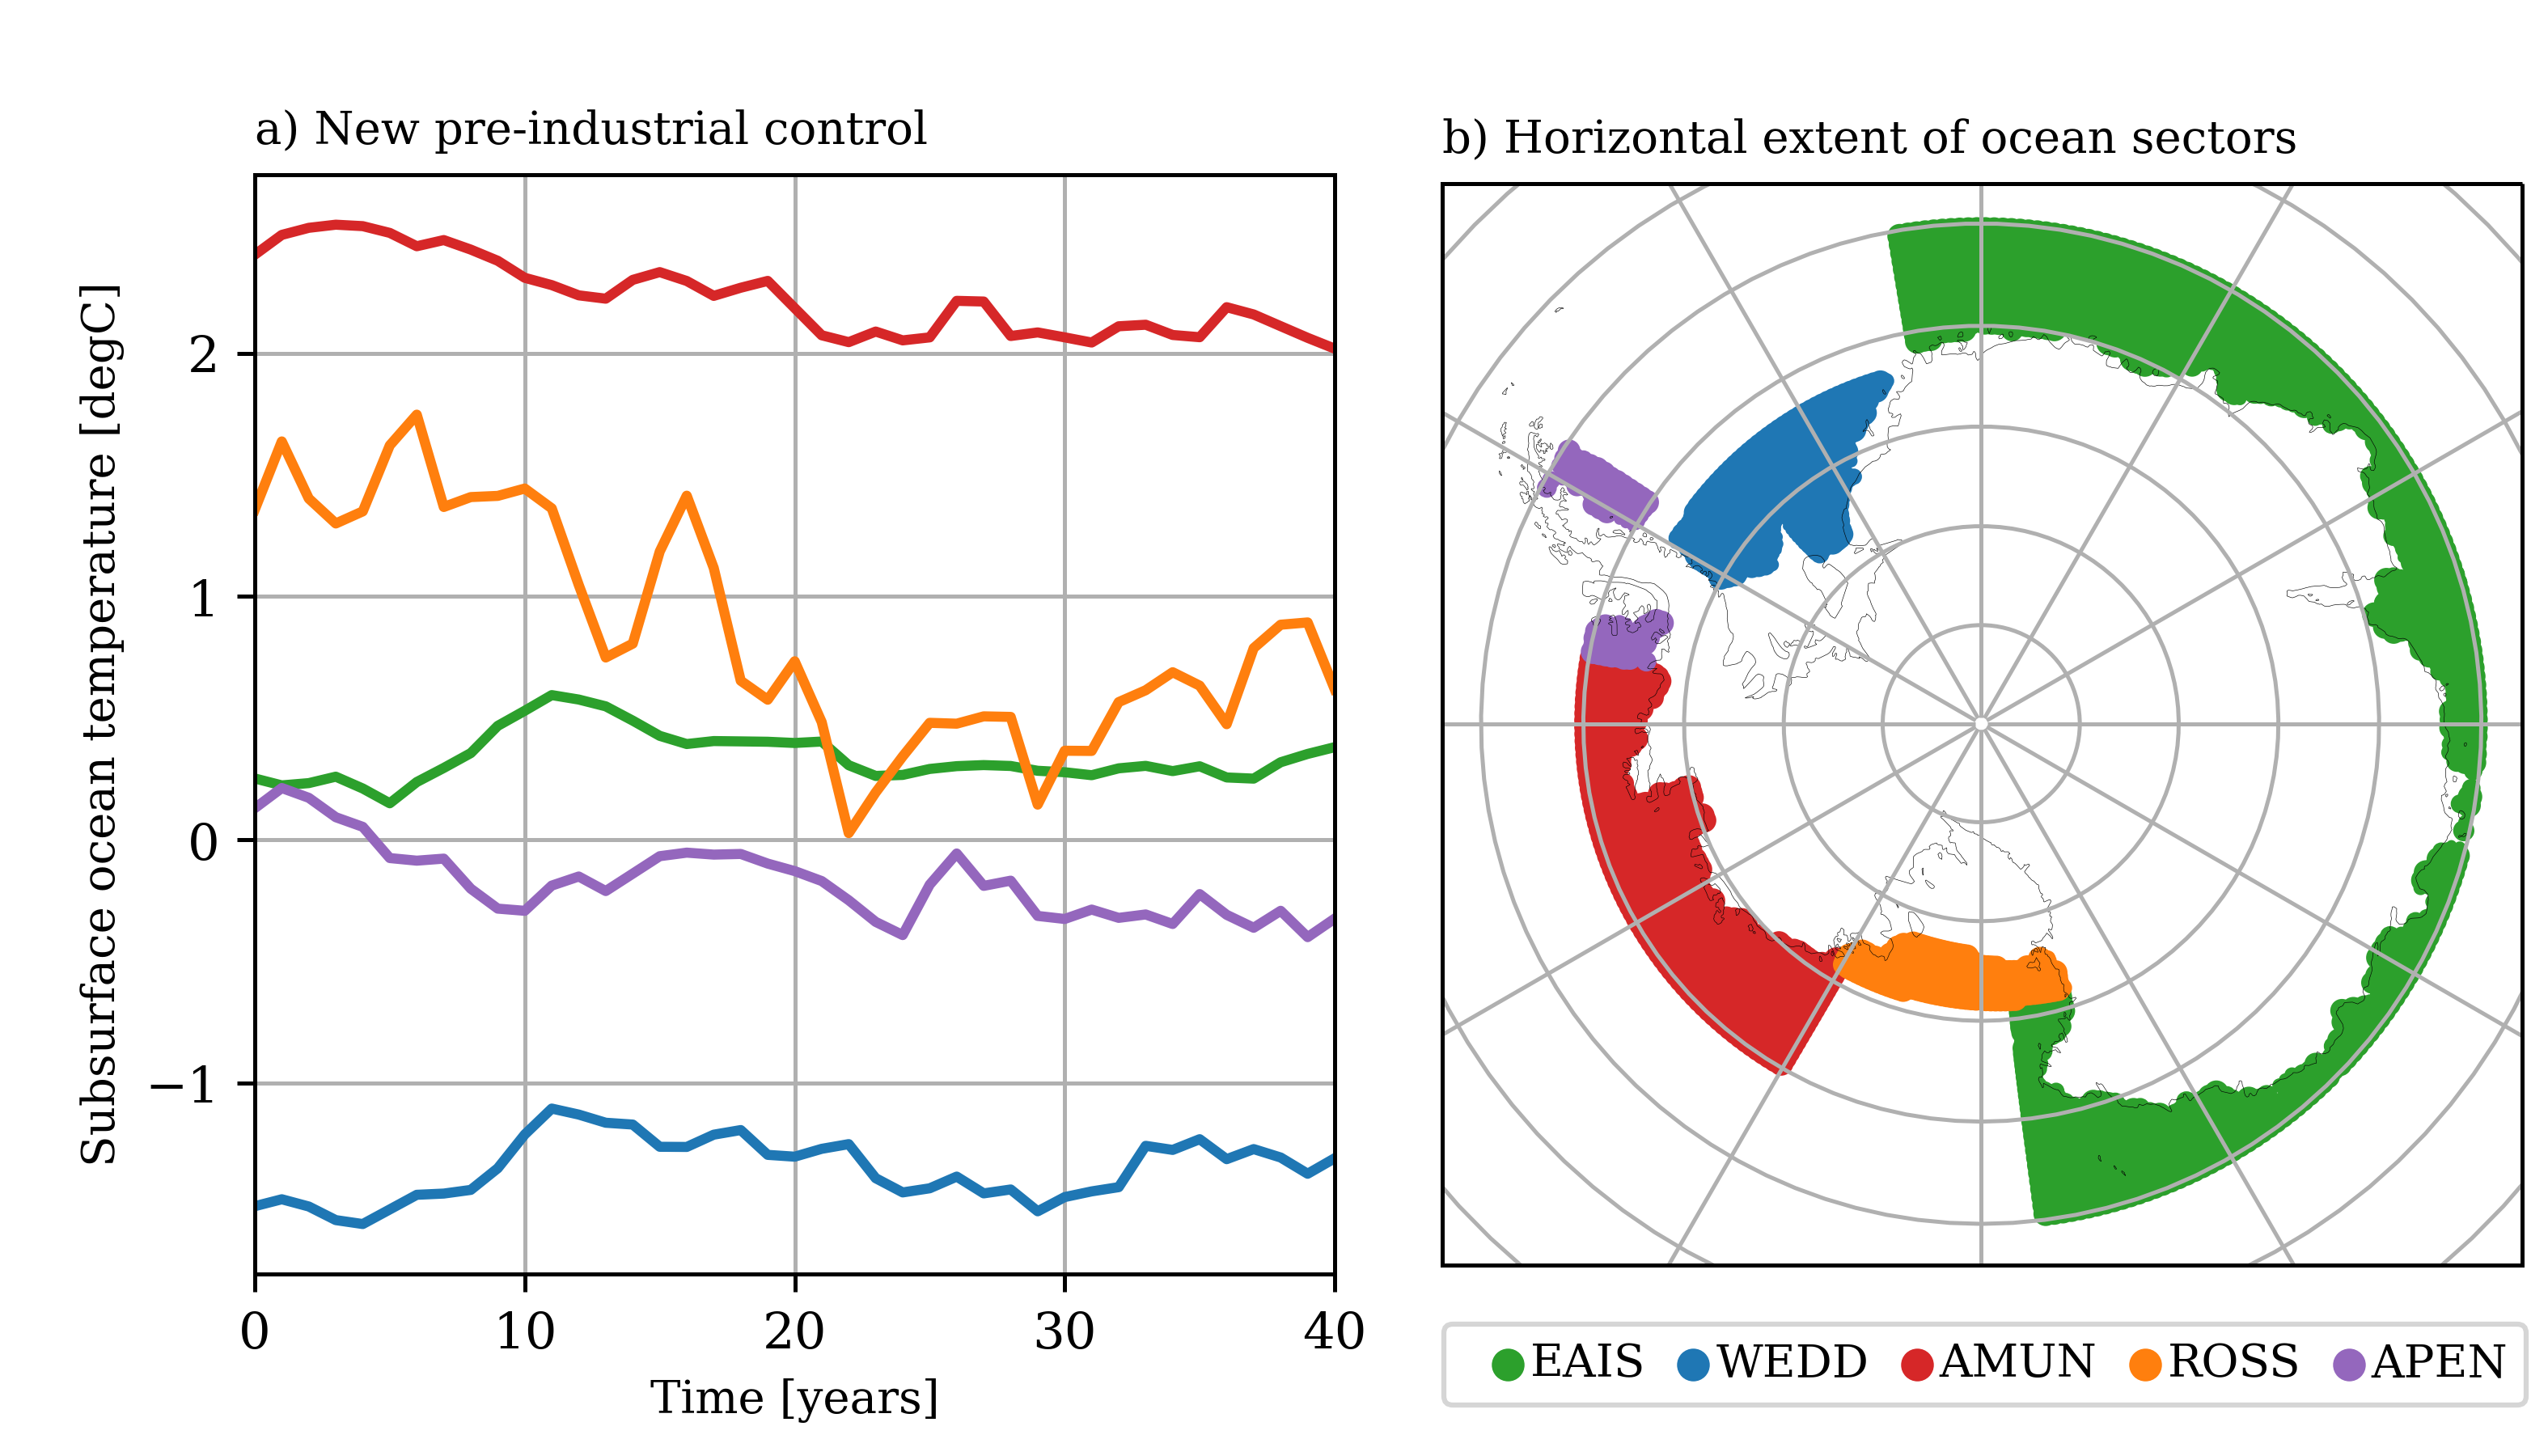 a) New pre-industrial control
b) Horizontal extent of ocean sectors
Subsurface ocean temperature [degC]
2
1
0
−1
0 10 20 30 40
Time [years]
EAIS WEDD AMUN ROSS APEN